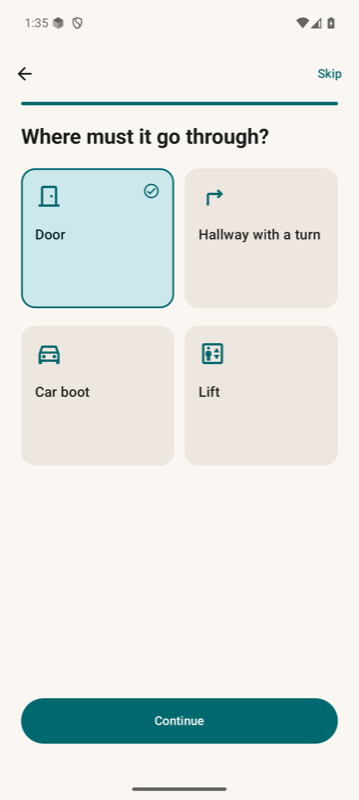 1:35
Skip
Where must it go through?
Door
Hallway with a turn
Car boot
Lift
Continue